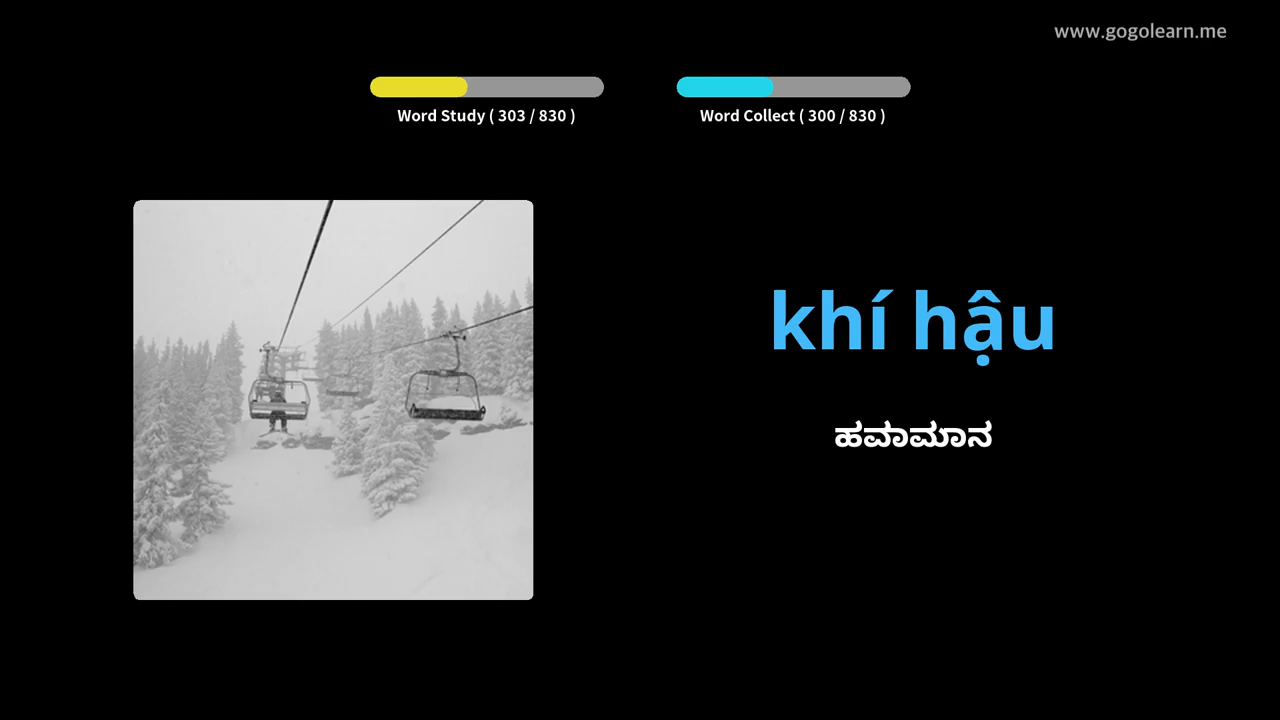 www.gogolearn.me
Word Study ( 303 / 830 )
Word Collect ( 300 / 830 )
khí hậu
ಹವಾಮಾನ